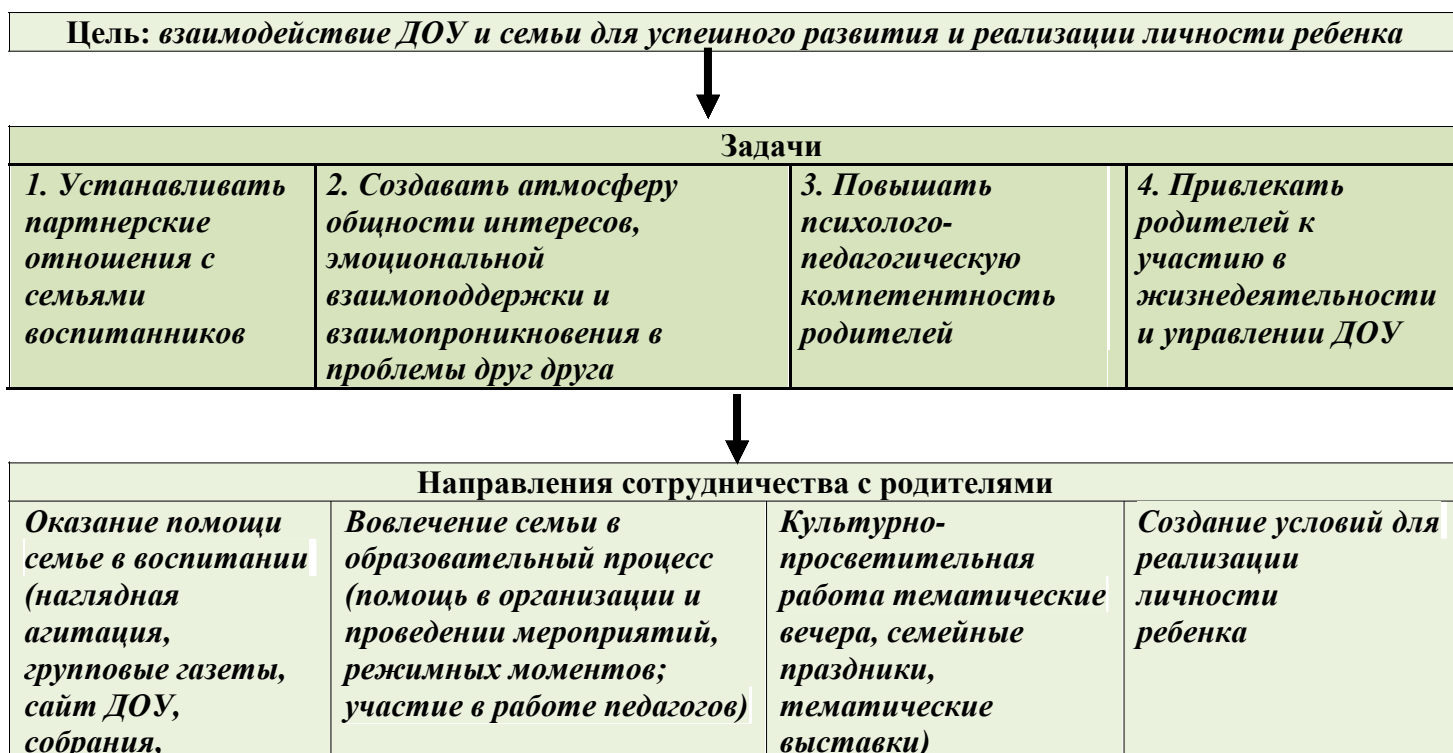 Цель: взаимодействие ДОУ и семьи для успешного развития и реализации личности ребенка
Задачи
1. Устанавливать
партнерские
отношения с
семьями
воспитанников
2. Создавать атмосферу
общности интересов,
эмоциональной
взаимоподдержки и
взаимопроникновения в
проблемы друг друга
3. Повышать
психолого-
педагогическую
компетентность
родителей
4. Привлекать
родителей к
участию в
жизнедеятельности
и управлении ДОУ
Направления сотрудничества с родителями
Оказание помощи
семье в воспитании
(наглядная
агитация,
групповые газеты,
сайт ДОУ,
собрания,
Вовлечение семьи в
образовательный процесс
(помощь в организации и
проведении мероприятий,
режимных моментов;
участие в работе педагогов)
Культурно-
просветительная
работа тематические
вечера, семейные
праздники,
тематические
выставки)
Создание условий для
реализации
личности
ребенка